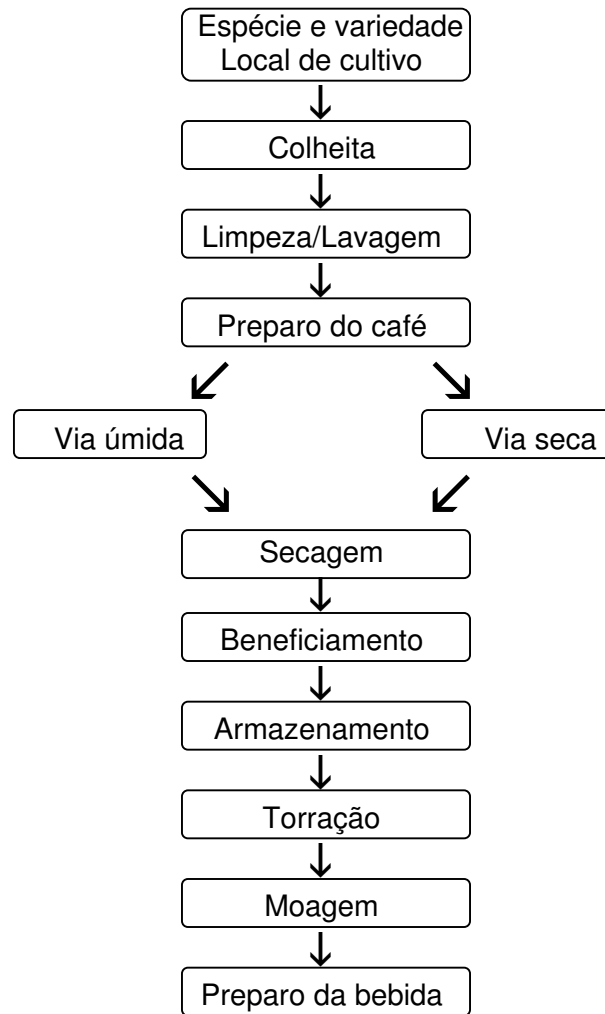 Espécie e variedade
Local de cultivo
Colheita
Limpeza/Lavagem
Preparo do café
Via úmida
Via seca
Secagem
Beneficiamento
Armazenamento
Torração
Moagem
Preparo da bebida